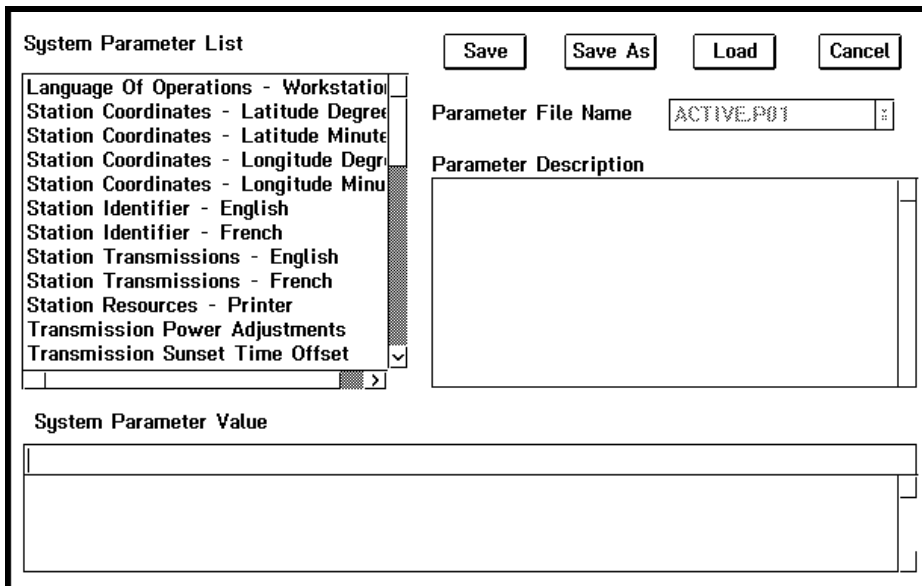 System Parameter List
Save
Save As
Load
Cancel
Language Of Operations - Workstation
Station Coordinates - Latitude Degree
Station Coordinates - Latitude Minute
Station Coordinates - Longitude Degr
Station Coordinates - Longitude Minu
Station Identifier - English
Station Identifier - French
Station Transmissions - English
Station Transmissions - French
Station Resources - Printer
Transmission Power Adjustments
Transmission Sunset Time Offset
Parameter File Name
ACTIVE.P01
Parameter Description
System Parameter Value